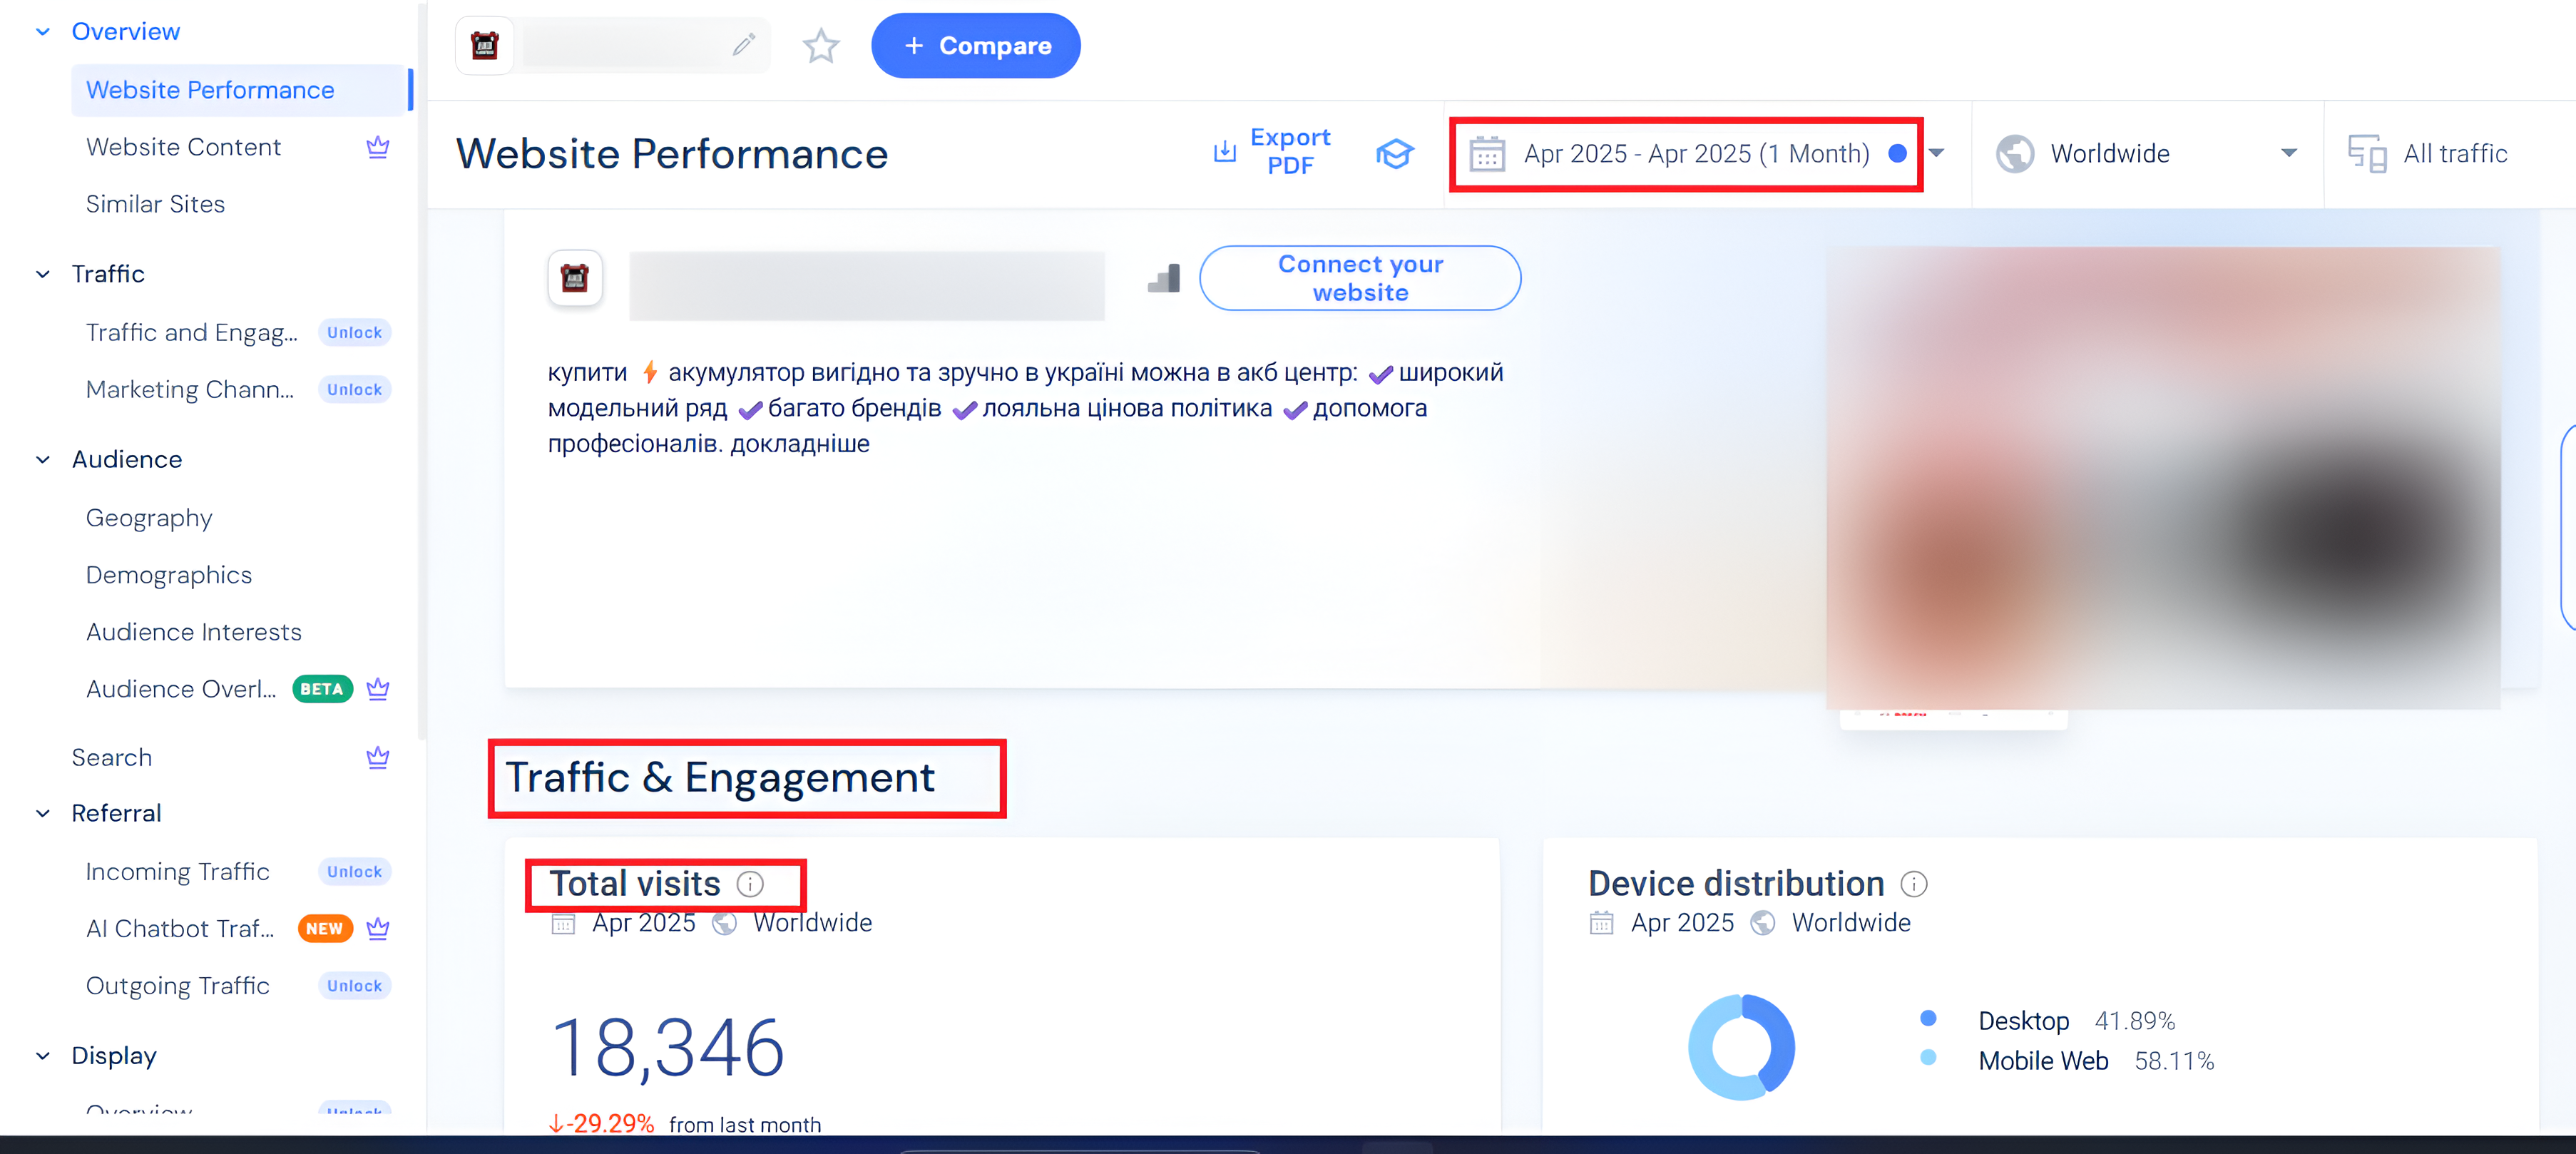 Overview
Website Performance
Website Content
Similar Sites
Traffic
Traffic and Engag... Unlock
Marketing Chann... Unlock
Audience
Geography
Demographics
Audience Interests
Audience Overl... BETA
Search
Referral
Incoming Traffic Unlock
AI Chatbot Traf... NEW
Outgoing Traffic Unlock
Display
Overview Unlock
+ Compare
Website Performance
Export
PDF
Apr 2025 - Apr 2025 (1 Month)
Worldwide
All traffic
Connect your
website
купити ⚡ акумулятор вигідно та зручно в україні можна в акб центр: ✔широкий
модельний ряд ✔багато брендів ✔лояльна цінова політика ✔допомога
професіоналів. докладніше
Traffic & Engagement
Total visits
Apr 2025 Worldwide
18,346
↓-29.29% from last month
Device distribution
Apr 2025 Worldwide
Desktop 41.89%
Mobile Web 58.11%